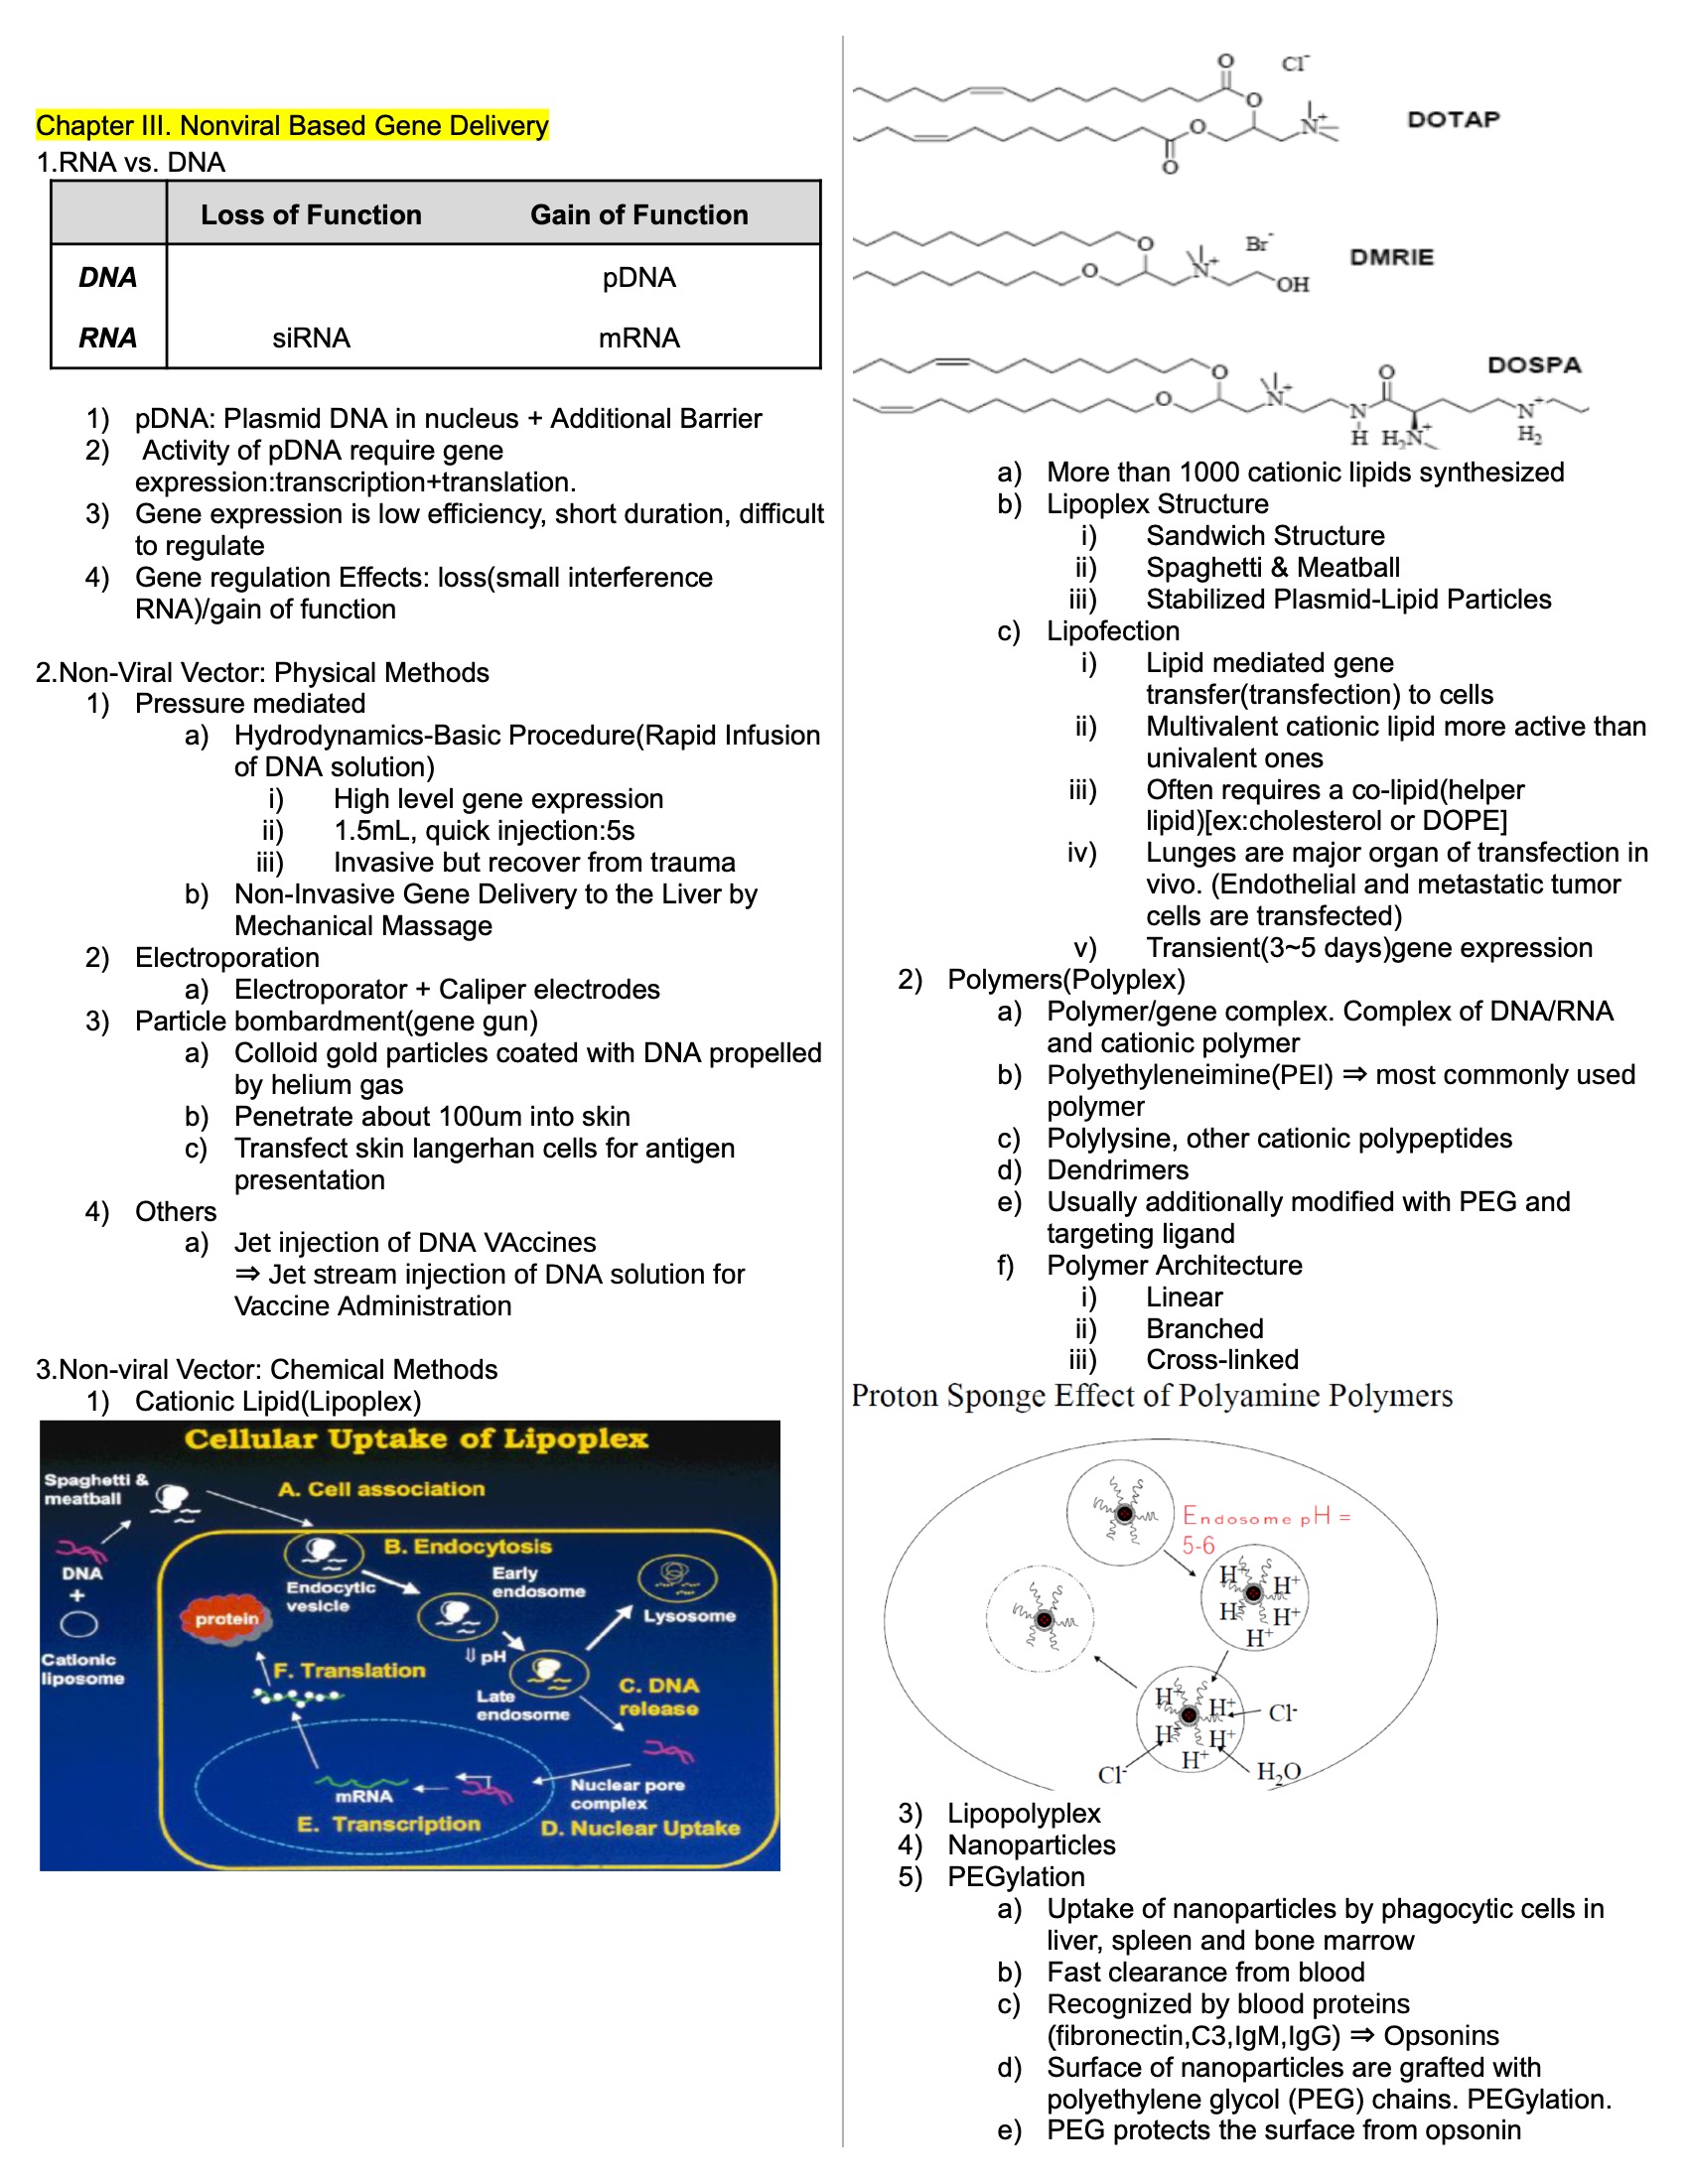 Chapter III. Nonviral Based Gene Delivery
1.RNA vs. DNA
Loss of Function Gain of Function
DNA pDNA
RNA siRNA mRNA
1) pDNA: Plasmid DNA in nucleus + Additional Barrier
2) Activity of pDNA require gene
expression:transcription+translation.
3) Gene expression is low efficiency, short duration, difficult
to regulate
4) Gene regulation Effects: loss(small interference
RNA)/gain of function
2.Non-Viral Vector: Physical Methods
1) Pressure mediated
a) Hydrodynamics-Basic Procedure(Rapid Infusion
of DNA solution)
i) High level gene expression
ii) 1.5mL, quick injection:5s
iii) Invasive but recover from trauma
b) Non-Invasive Gene Delivery to the Liver by
Mechanical Massage
2) Electroporation
a) Electroporator + Caliper electrodes
3) Particle bombardment(gene gun)
a) Colloid gold particles coated with DNA propelled
by helium gas
b) Penetrate about 100um into skin
c) Transfect skin langerhan cells for antigen
presentation
4) Others
a) Jet injection of DNA VAccines
⇒ Jet stream injection of DNA solution for
Vaccine Administration
3.Non-viral Vector: Chemical Methods
1) Cationic Lipid(Lipoplex)
Cellular Uptake of Lipoplex
Spaghetti &
meatball
A. Cell association
DNA
+
Cationic
liposome
B. Endocytosis
Endocytic
vesicle
Early
endosome
Lysosome
protein
⇓ pH
F. Translation
Late
endosome
C. DNA
release
mRNA
Nuclear pore
complex
E. Transcription
D. Nuclear Uptake
O Cl-
O
N+
O
O
DOTAP
O Br-
O N+
OH
DMRIE
DOSPA
O O
O N+ N N+
H H2N+ H2
a) More than 1000 cationic lipids synthesized
b) Lipoplex Structure
i) Sandwich Structure
ii) Spaghetti & Meatball
iii) Stabilized Plasmid-Lipid Particles
c) Lipofection
i) Lipid mediated gene
transfer(transfection) to cells
ii) Multivalent cationic lipid more active than
univalent ones
iii) Often requires a co-lipid(helper
lipid)[ex:cholesterol or DOPE]
iv) Lunges are major organ of transfection in
vivo. (Endothelial and metastatic tumor
cells are transfected)
v) Transient(3~5 days)gene expression
2) Polymers(Polyplex)
a) Polymer/gene complex. Complex of DNA/RNA
and cationic polymer
b) Polyethyleneimine(PEI) ⇒ most commonly used
polymer
c) Polylysine, other cationic polypeptides
d) Dendrimers
e) Usually additionally modified with PEG and
targeting ligand
f) Polymer Architecture
i) Linear
ii) Branched
iii) Cross-linked
Proton Sponge Effect of Polyamine Polymers
Endosome pH =
5-6
H+ H+
H+ H+
H+
H+ H+ Cl-
H+ H+
H+
Cl- H2O
3) Lipopolyplex
4) Nanoparticles
5) PEGylation
a) Uptake of nanoparticles by phagocytic cells in
liver, spleen and bone marrow
b) Fast clearance from blood
c) Recognized by blood proteins
(fibronectin,C3,IgM,IgG) ⇒ Opsonins
d) Surface of nanoparticles are grafted with
polyethylene glycol (PEG) chains. PEGylation.
e) PEG protects the surface from opsonin